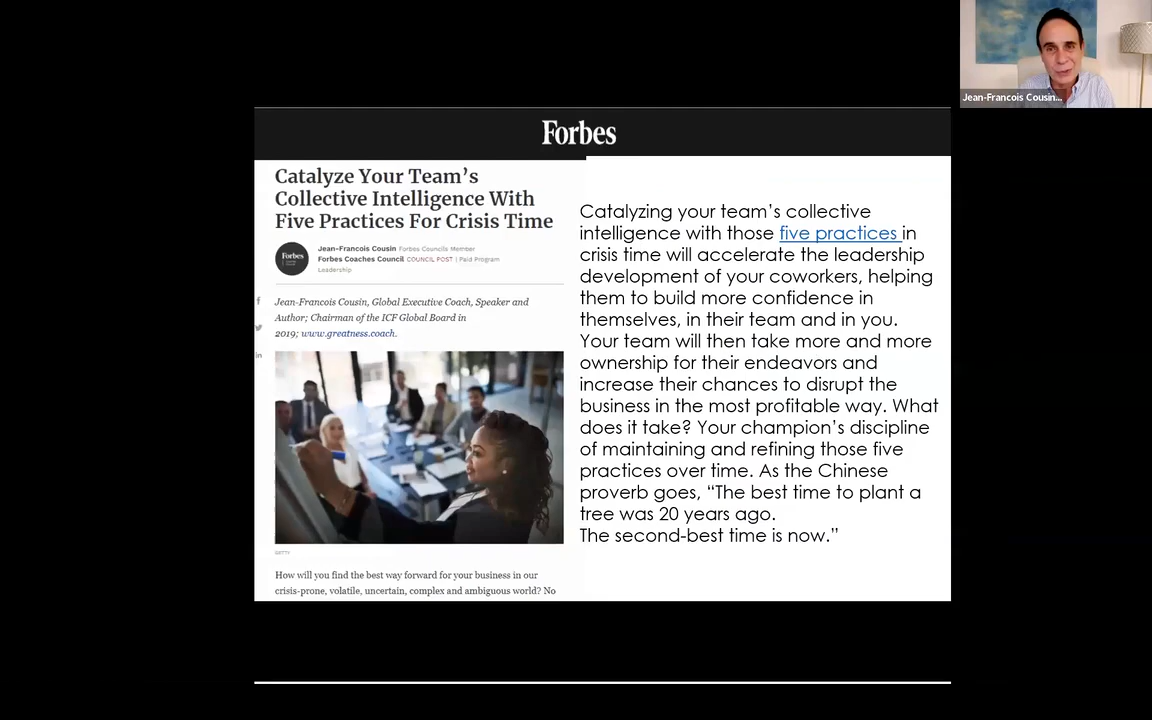 Jean-Francois Cousin...
Forbes
Catalyze Your Team's
Collective Intelligence With
Five Practices For Crisis Time
Forbes
Jean-Francois Cousin Forbes Councils Member
Forbes Coaches Council COUNCIL POST | Paid Program
Leadership
Jean-Francois Cousin, Global Executive Coach, Speaker and
Author; Chairman of the ICF Global Board in
2019; www.greatness.coach.
GETTY
How will you find the best way forward for your business in our
crisis-prone, volatile, uncertain, complex and ambiguous world? No
Catalyzing your team's collective
intelligence with those five practices in
crisis time will accelerate the leadership
development of your coworkers, helping
them to build more confidence in
themselves, in their team and in you.
Your team will then take more and more
ownership for their endeavors and
increase their chances to disrupt the
business in the most profitable way. What
does it take? Your champion's discipline
of maintaining and refining those five
practices over time. As the Chinese
proverb goes, “The best time to plant a
tree was 20 years ago.
The second-best time is now.”